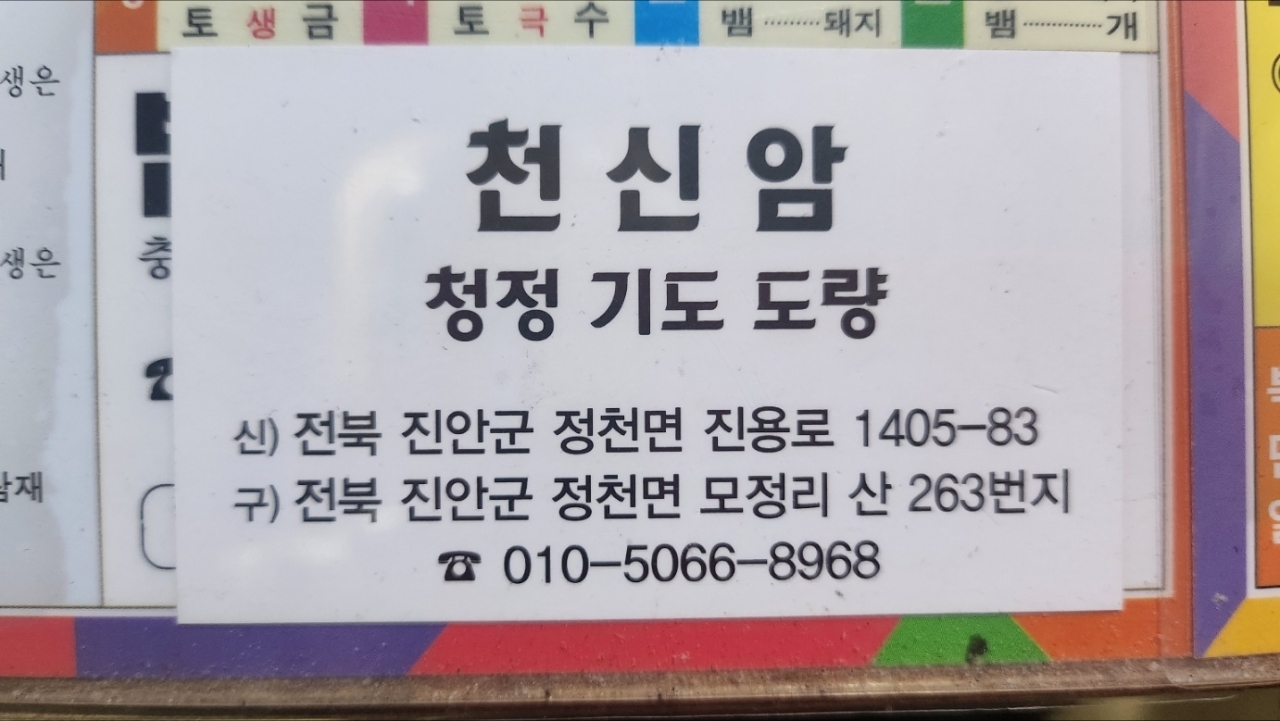 토 생 금
토 극 수
뱀 ········ 돼지
뱀 ············ 개
생은
천신암
청정 기도 도량
충
생은
신) 전북 진안군 정천면 진용로 1405-83
구) 전북 진안군 정천면 모정리 산 263번지
☎ 010-5066-8968